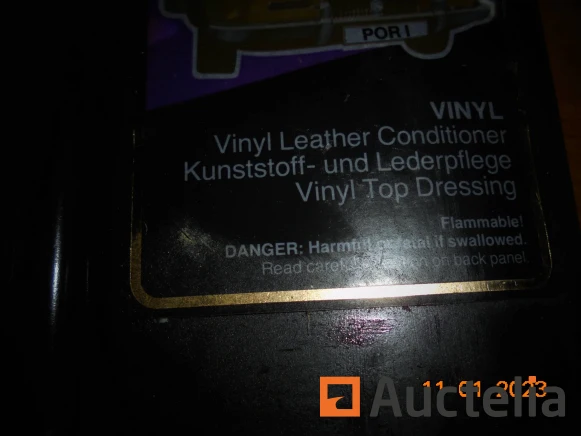 POR I
VINYL
Vinyl Leather Conditioner
Kunststoff- und Lederpflege
Vinyl Top Dressing
Flammable!
DANGER: Harmful or fatal if swallowed.
Read caution on back panel
11 01 2023
Auctelia